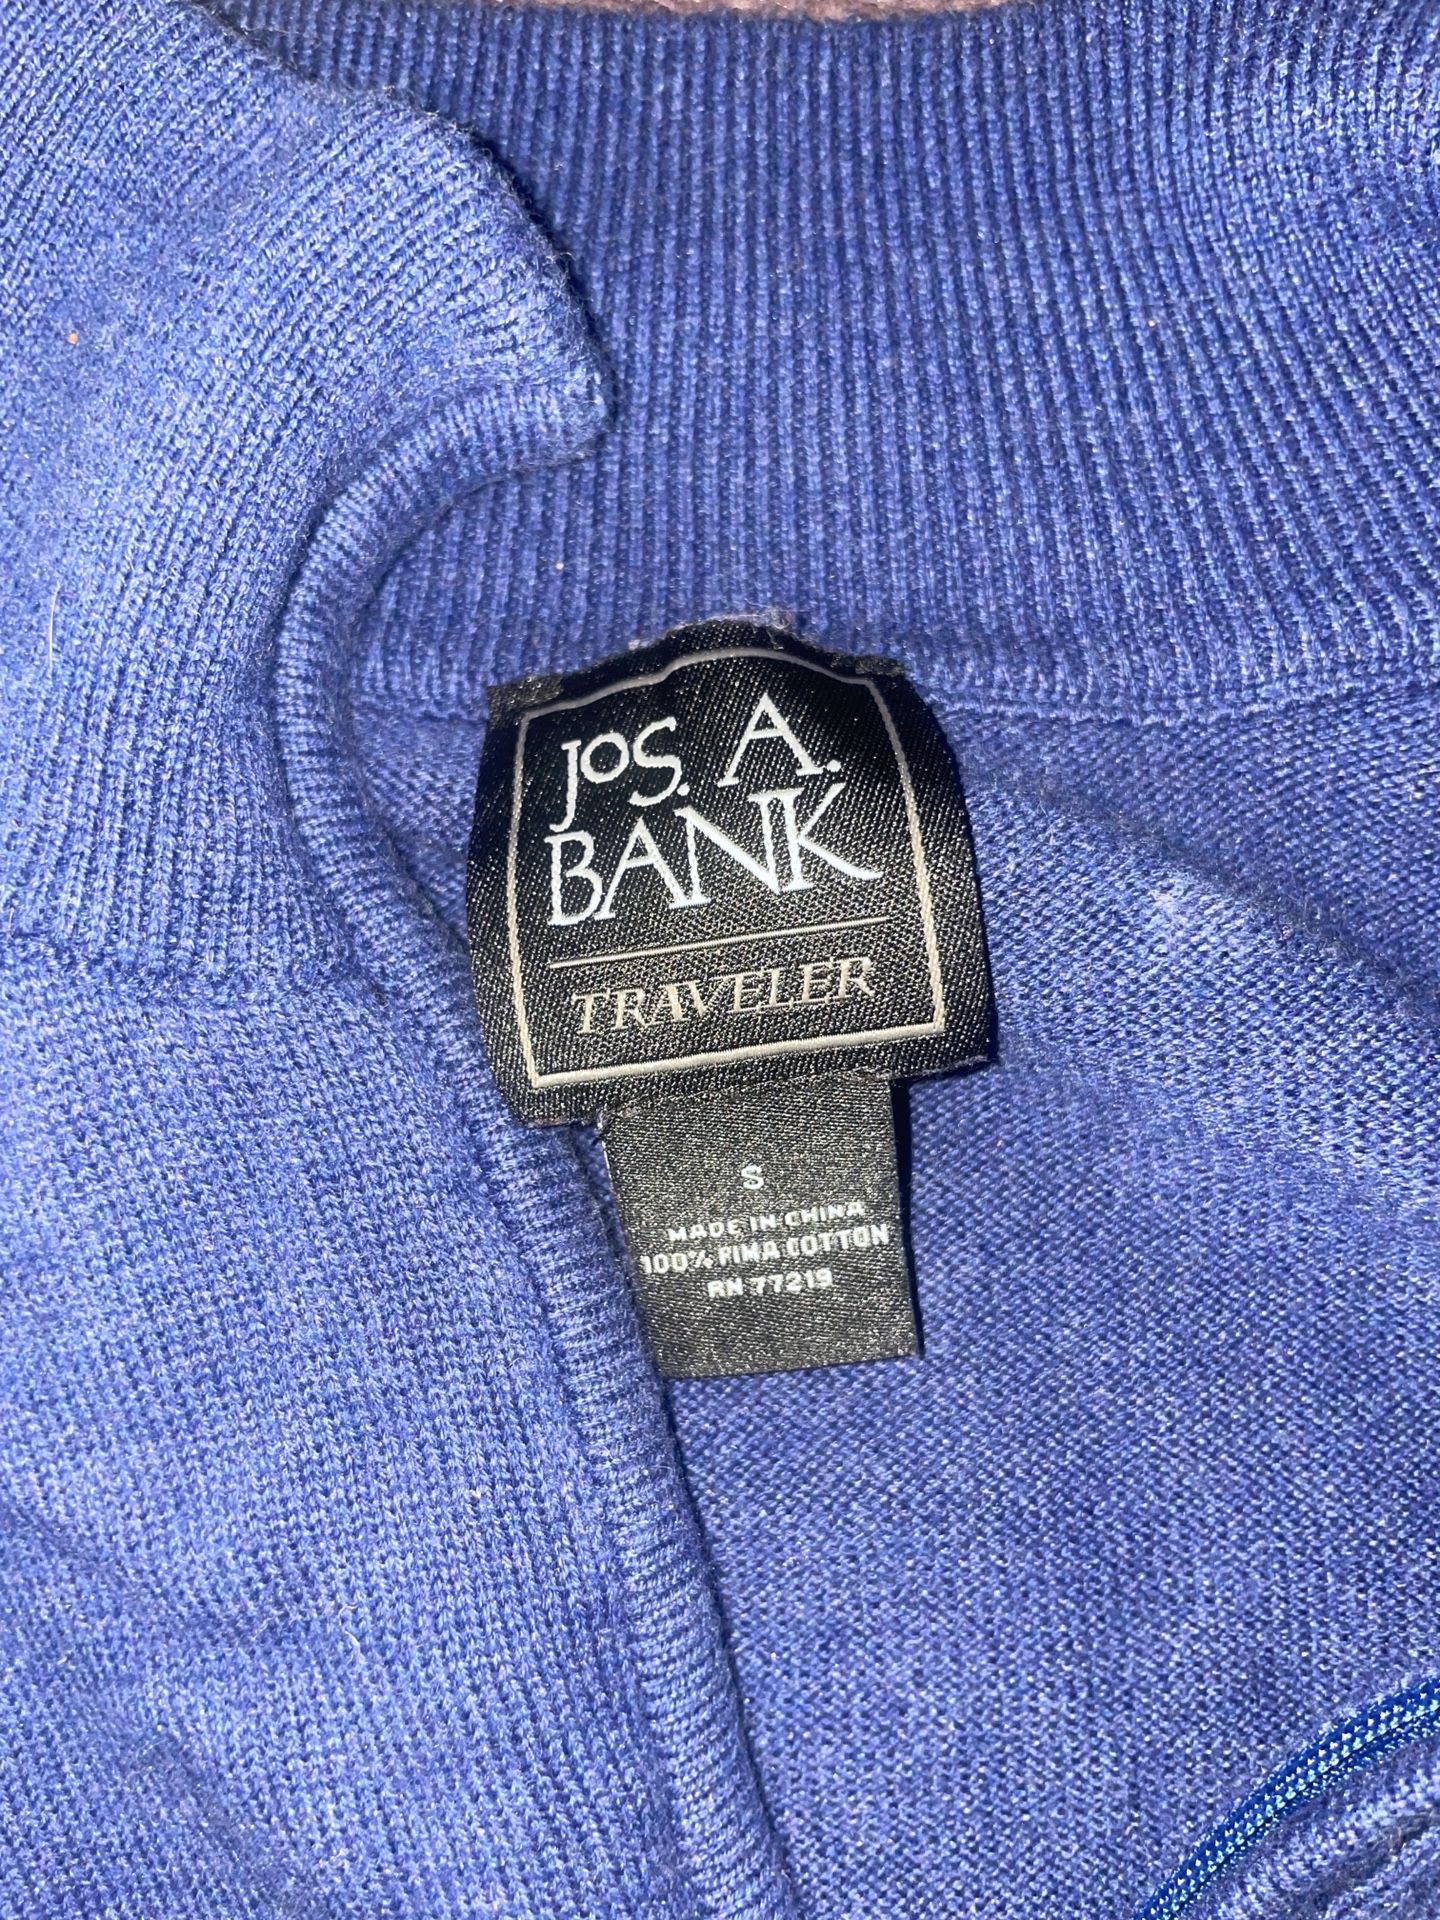 Jos. A.
BANK
TRAVELER
S
MADE IN CHINA
100% PIMA COTTON
RN 77219